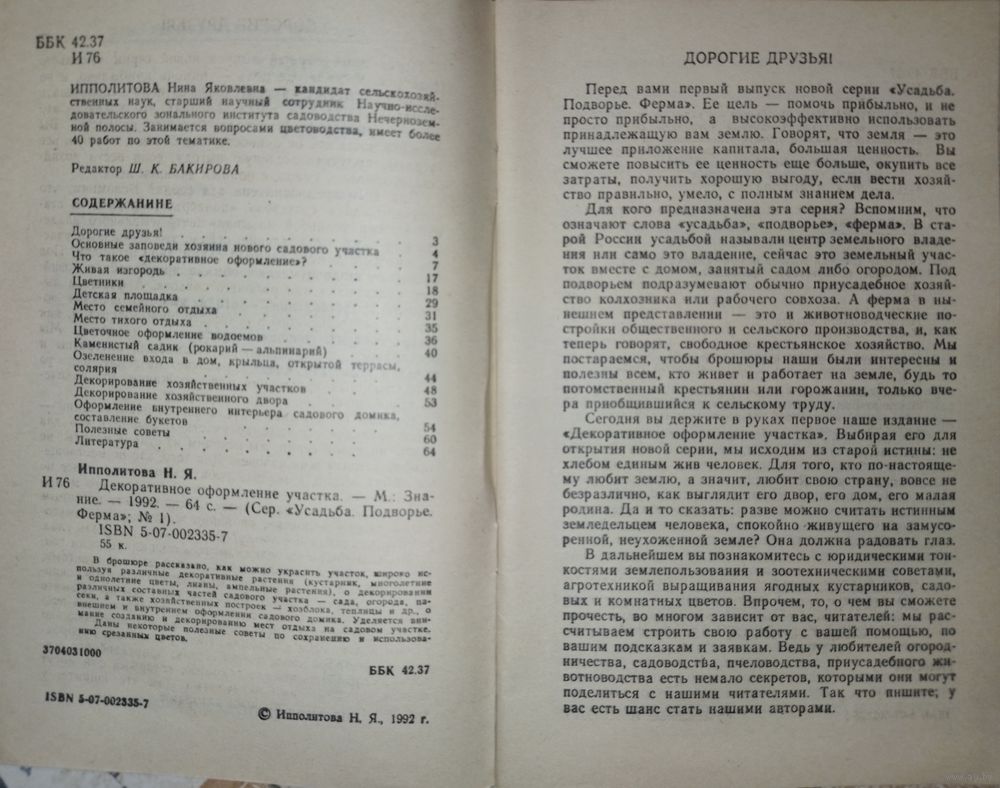 ББК 42.37
И 76
ИППОЛИТОВА Нина Яковлевна — кандидат сельскохозяй-
ственных наук, старший научный сотрудник Научно-иссле-
довательского зонального института садоводства Нечернозем-
ной полосы. Занимается вопросами цветоводства, имеет более
40 работ по этой тематике.
Редактор Ш. К. БАКИРОВА
СОДЕРЖАНИНЕ
Дорогие друзья! . . . . . . . . . 3
Основные заповеди хозяина нового садового участка . 4
Что такое «декоративное оформление»? . . . . 7
Живая изгородь . . . . . . . . . 17
Цветники . . . . . . . . . . 18
Детская площадка . . . . . . . . 29
Место семейного отдыха . . . . . . . 31
Место тихого отдыха . . . . . . . . 35
Цветочное оформление водоемов . . . . . 36
Каменистый садик (рокарий — альпинарий) . . . 40
Озеленение входа в дом, крыльца, открытой террасы,
солярия . . . . . . . . . . 44
Декорирование хозяйственных участков . . . 48
Декорирование хозяйственного двора . . . . 53
Оформление внутреннего интерьера садового домика,
составление букетов . . . . . . . 54
Полезные советы . . . . . . . . 60
Литература . . . . . . . . . 64
Ипполитова Н. Я.
И 76
Декоративное оформление участка. — М.: Зна-
ние. — 1992. — 64 с. — (Сер. «Усадьба. Подворье.
Ферма»; № 1).
ISBN 5-07-002335-7
55 к.
В брошюре рассказано, как можно украсить участок, широко ис-
пользуя различные декоративные растения (кустарник, многолетние
и однолетние цветы, лианы, ампельные растения), о декорировании
различных составных частей садового участка — сада, огорода, па-
секи, а также хозяйственных построек — хозблока, теплицы и др., о
внешнем и внутреннем оформлении садового домика. Уделяется вни-
мание созданию и декорированию мест отдыха на садовом участке.
Даны некоторые полезные советы по сохранению и использова-
нию срезанных цветов.
3704031000
ББК 42.37
ISBN 5-07-002335-7
© Ипполитова Н. Я., 1992 г.
ДОРОГИЕ ДРУЗЬЯ!
Перед вами первый выпуск новой серии «Усадьба.
Подворье. Ферма». Ее цель — помочь прибыльно, и не
просто прибыльно, а высокоэффективно использовать
принадлежащую вам землю. Говорят, что земля — это
лучшее приложение капитала, большая ценность. Вы
сможете повысить ее ценность еще больше, окупить все
затраты, получить хорошую выгоду, если вести хозяй-
ство правильно, умело, с полным знанием дела.
Для кого предназначена эта серия? Вспомним, что
означают слова «усадьба», «подворье», «ферма». В ста-
рой России усадьбой называли центр земельного владе-
ния или само это владение, сейчас это земельный учас-
ток вместе с домом, занятый садом либо огородом. Под
подворьем подразумевают обычно приусадебное хозяй-
ство колхозника или рабочего совхоза. А ферма в ны-
нешнем представлении — это и животноводческие по-
стройки общественного и сельского производства, и, как
теперь говорят, свободное крестьянское хозяйство. Мы
постараемся, чтобы брошюры наши были интересны и
полезны всем, кто живет и работает на земле, будь то
потомственный крестьянин или горожанин, только вче-
ра приобщившийся к сельскому труду.
Сегодня вы держите в руках первое наше издание —
«Декоративное оформление участка». Выбирая его для
открытия новой серии, мы исходим из старой истины: не
хлебом единым жив человек. Для того, кто по-настояще-
му любит землю, а значит, любит свою страну, вовсе не
безразлично, как выглядит его двор, его дом, его малая
родина. Да и то сказать: разве можно считать истинным
земледельцем человека, спокойно живущего на замусо-
ренной, неухоженной земле? Она должна радовать глаз.
В дальнейшем вы познакомитесь с юридическими тон-
костями землепользования и зоотехническими советами,
агротехникой выращивания ягодных кустарников, садо-
вых и комнатных цветов. Впрочем, то, о чем вы сможете
прочесть, во многом зависит от вас, читателей: мы рас-
считываем строить свою работу с вашей помощью, по
вашим подсказкам и заявкам. Ведь у любителей огород-
ничества, садоводства, пчеловодства, приусадебного жи-
вотноводства есть немало секретов, которыми они могут
поделиться с нашими читателями. Так что пишите; у
вас есть шанс стать нашими авторами.
www.ay.by